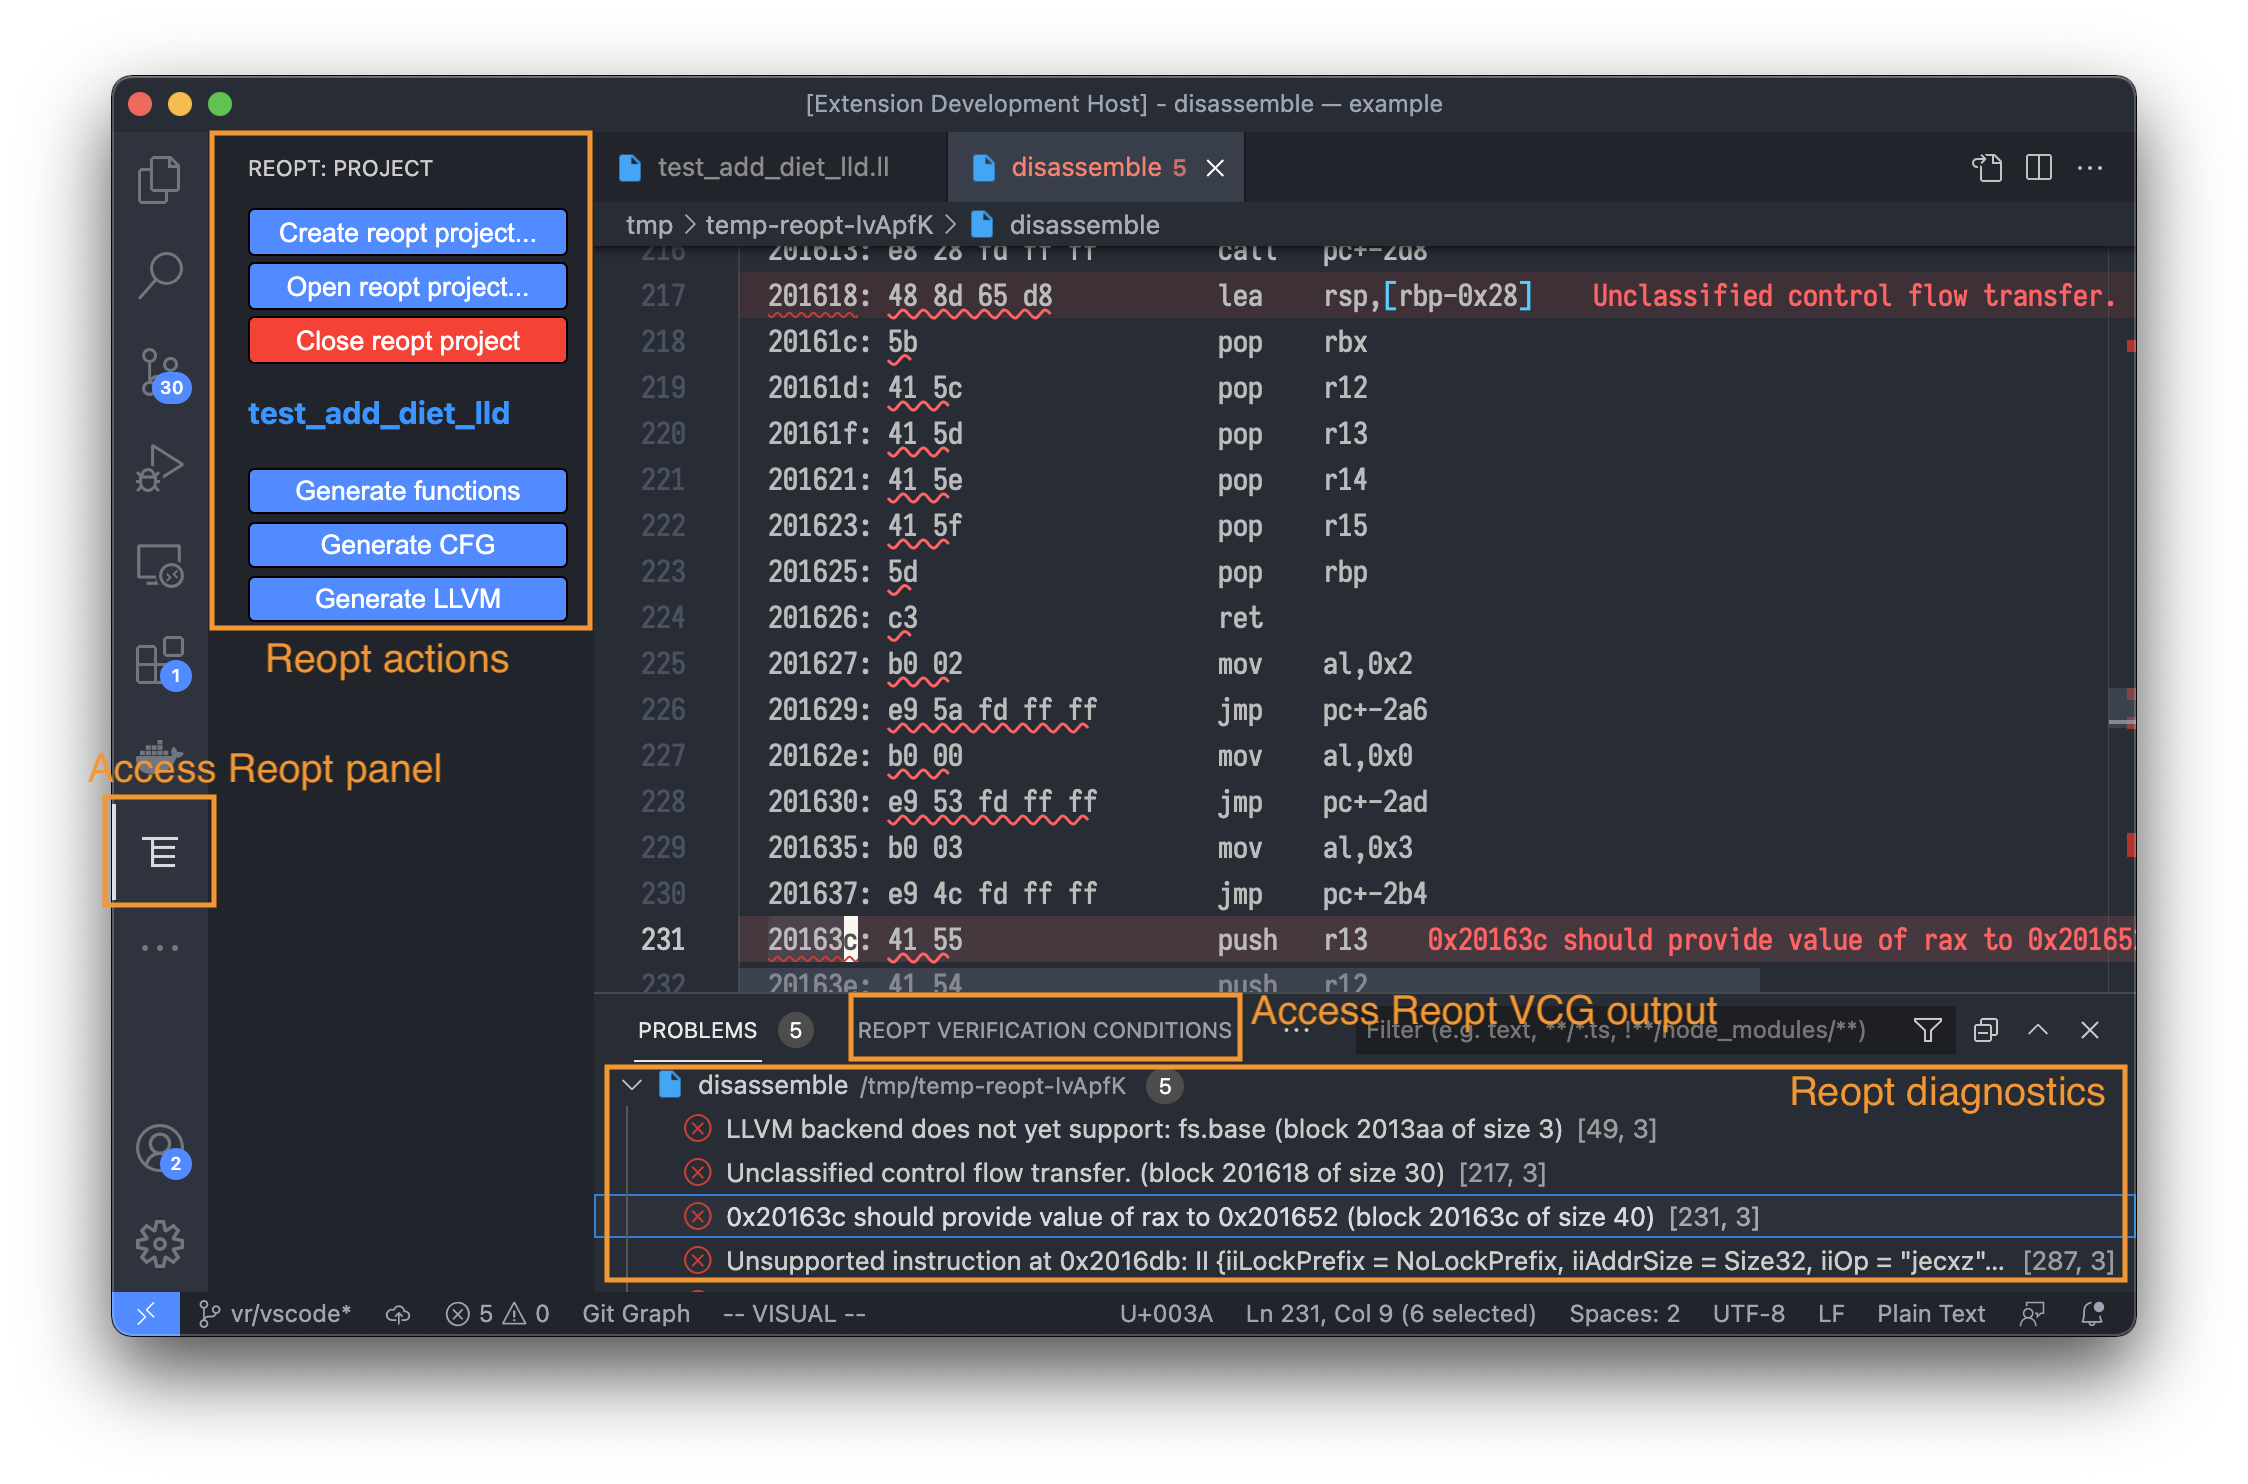 [Extension Development Host] - disassemble — example
REOPT: PROJECT
Create reopt project...
Open reopt project...
Close reopt project
test_add_diet_lld
Generate functions
Generate CFG
Generate LLVM
Reopt actions
Access Reopt panel
30
1
2
test_add_diet_lld.ll
disassemble 5
tmp > temp-reopt-IvApfK > disassemble
216 201613: e8 28 fd ff ff call pc+-2d8
217 201618: 48 8d 65 d8 lea rsp,[rbp-0x28] Unclassified control flow transfer.
218 20161c: 5b pop rbx
219 20161d: 41 5c pop r12
220 20161f: 41 5d pop r13
221 201621: 41 5e pop r14
222 201623: 41 5f pop r15
223 201625: 5d pop rbp
224 201626: c3 ret
225 201627: b0 02 mov al,0x2
226 201629: e9 5a fd ff ff jmp pc+-2a6
227 20162e: b0 00 mov al,0x0
228 201630: e9 53 fd ff ff jmp pc+-2ad
229 201635: b0 03 mov al,0x3
230 201637: e9 4c fd ff ff jmp pc+-2b4
231 20163c: 41 55 push r13 0x20163c should provide value of rax to 0x201652
232 20163e: 41 54 push r12
PROBLEMS 5
REOPT VERIFICATION CONDITIONS
Access Reopt VCG output
Filter (e.g. text, **/*.ts, !**/node_modules/**)
disassemble /tmp/temp-reopt-IvApfK 5
Reopt diagnostics
LLVM backend does not yet support: fs.base (block 2013aa of size 3) [49, 3]
Unclassified control flow transfer. (block 201618 of size 30) [217, 3]
0x20163c should provide value of rax to 0x201652 (block 20163c of size 40) [231, 3]
Unsupported instruction at 0x2016db: II {iiLockPrefix = NoLockPrefix, iiAddrSize = Size32, iiOp = "jecxz"... [287, 3]
vr/vscode* 5 0 Git Graph -- VISUAL -- U+003A Ln 231, Col 9 (6 selected) Spaces: 2 UTF-8 LF Plain Text